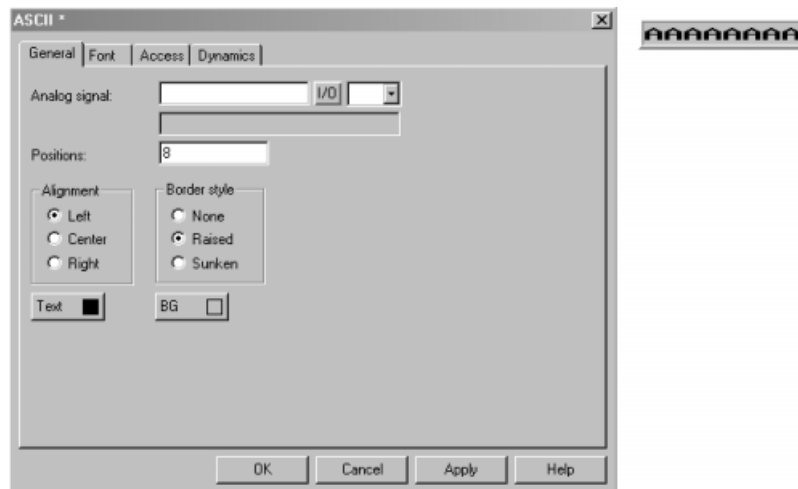 ASCII *
AAAAAAAA
General Font Access Dynamics
Analog signal: I/O
Positions: 8
Alignment Border style
Left None
Center Raised
Right Sunken
Text BG
OK Cancel Apply Help